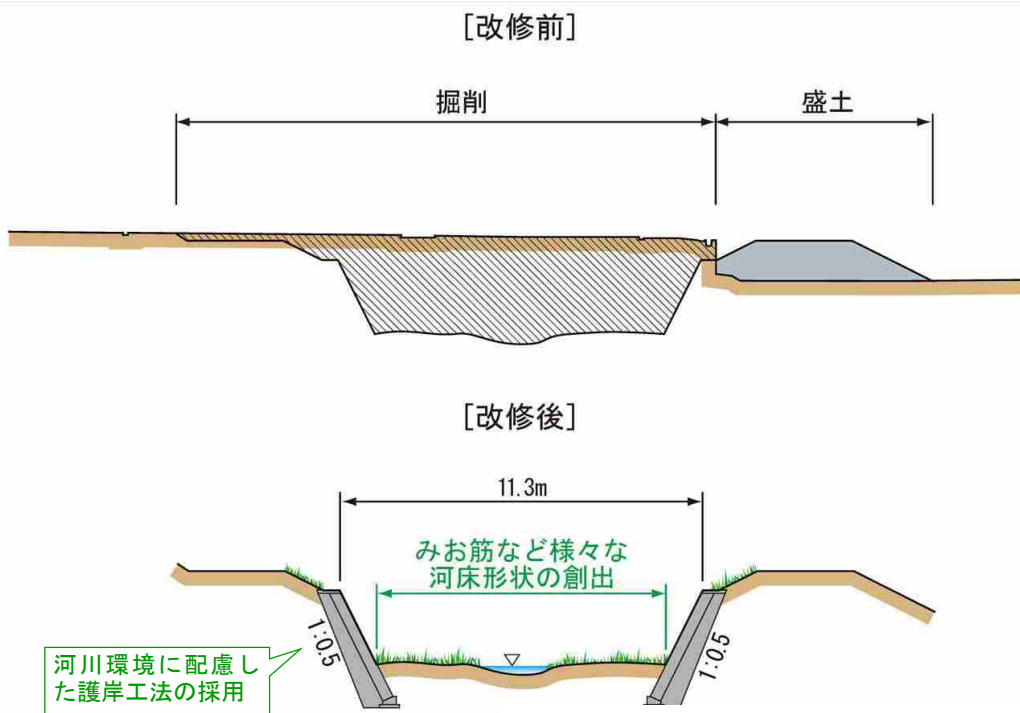 [改修前]
掘削
盛土
[改修後]
11.3m
みお筋など様々な
河床形状の創出
1:0.5
1:0.5
河川環境に配慮し
た護岸工法の採用